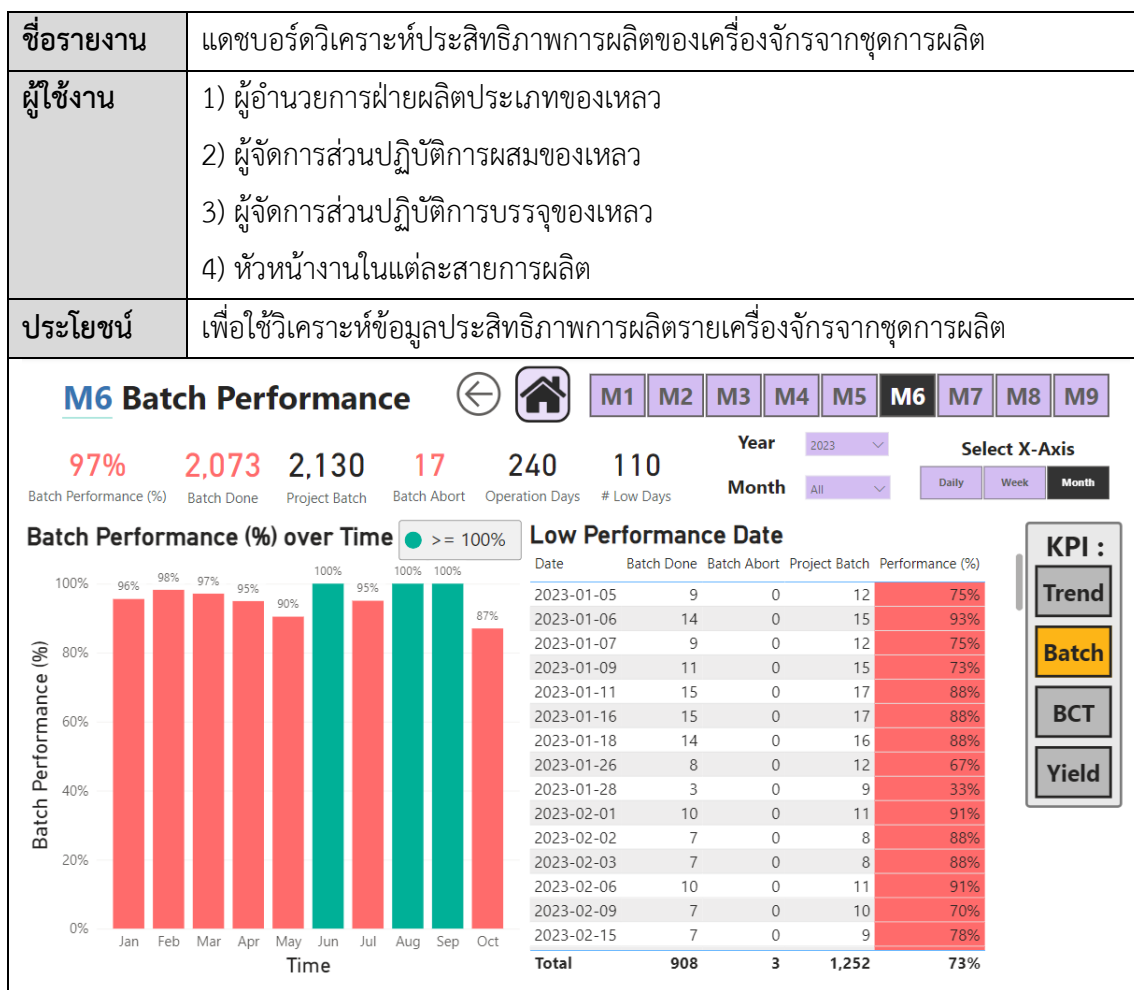 ชื่อรายงาน แดชบอร์ดวิเคราะห์ประสิทธิภาพการผลิตของเครื่องจักรจากชุดการผลิต
ผู้ใช้งาน 1) ผู้อำนวยการฝ่ายผลิตประเภทของเหลว
2) ผู้จัดการส่วนปฏิบัติการผสมของเหลว
3) ผู้จัดการส่วนปฏิบัติการบรรจุของเหลว
4) หัวหน้างานในแต่ละสายการผลิต
ประโยชน์ เพื่อใช้วิเคราะห์ข้อมูลประสิทธิภาพการผลิตรายเครื่องจักรจากชุดการผลิต
M6 Batch Performance M1 M2 M3 M4 M5 M6 M7 M8 M9
97% 2,073 2,130 17 240 110
Batch Performance (%) Batch Done Project Batch Batch Abort Operation Days # Low Days
Year 2023
Month All
Select X-Axis
Daily Week Month
Batch Performance (%) over Time >= 100%
100%
80%
60%
40%
20%
0%
Batch Performance (%)
96% 98% 97% 95% 90% 100% 95% 100% 100% 87%
Jan Feb Mar Apr May Jun Jul Aug Sep Oct
Time
Low Performance Date
Date Batch Done Batch Abort Project Batch Performance (%)
2023-01-05 9 0 12 75%
2023-01-06 14 0 15 93%
2023-01-07 9 0 12 75%
2023-01-09 11 0 15 73%
2023-01-11 15 0 17 88%
2023-01-16 15 0 17 88%
2023-01-18 14 0 16 88%
2023-01-26 8 0 12 67%
2023-01-28 3 0 9 33%
2023-02-01 10 0 11 91%
2023-02-02 7 0 8 88%
2023-02-03 7 0 8 88%
2023-02-06 10 0 11 91%
2023-02-09 7 0 10 70%
2023-02-15 7 0 9 78%
Total 908 3 1,252 73%
KPI :
Trend
Batch
BCT
Yield